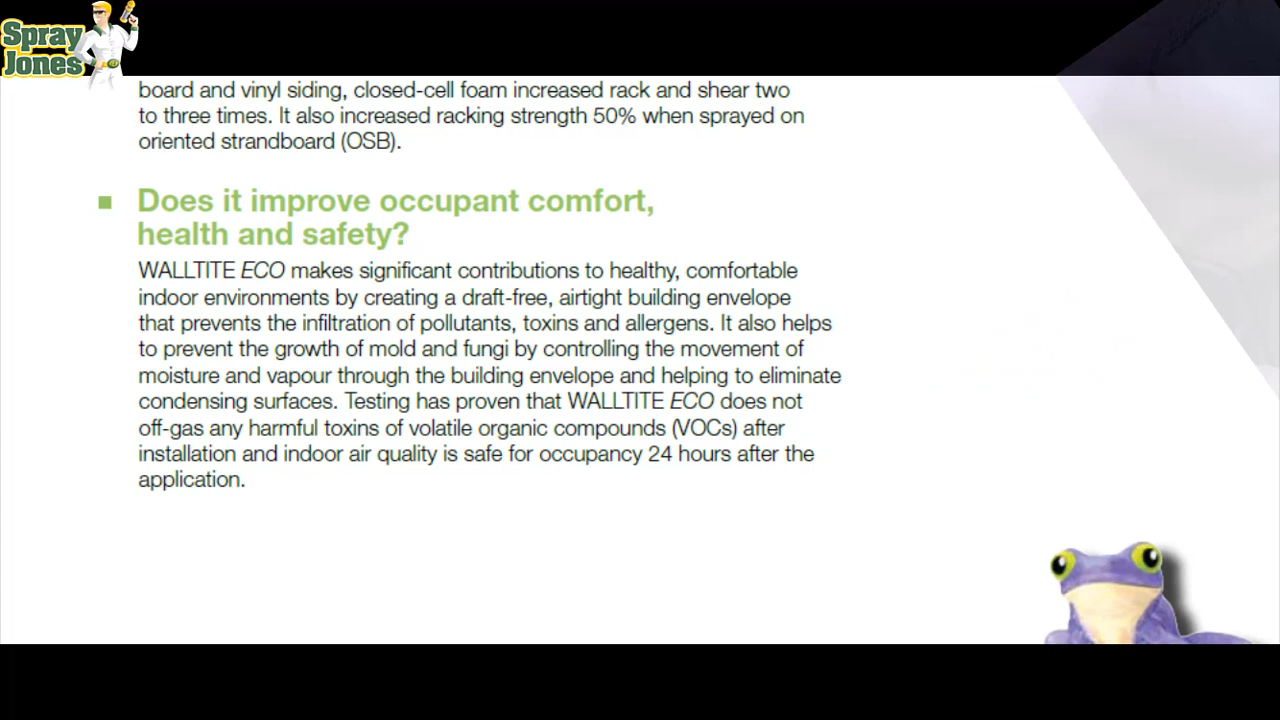 Spray
Jones
board and vinyl siding, closed-cell foam increased rack and shear two
to three times. It also increased racking strength 50% when sprayed on
oriented strandboard (OSB).
Does it improve occupant comfort,
health and safety?
WALLTITE ECO makes significant contributions to healthy, comfortable
indoor environments by creating a draft-free, airtight building envelope
that prevents the infiltration of pollutants, toxins and allergens. It also helps
to prevent the growth of mold and fungi by controlling the movement of
moisture and vapour through the building envelope and helping to eliminate
condensing surfaces. Testing has proven that WALLTITE ECO does not
off-gas any harmful toxins of volatile organic compounds (VOCs) after
installation and indoor air quality is safe for occupancy 24 hours after the
application.